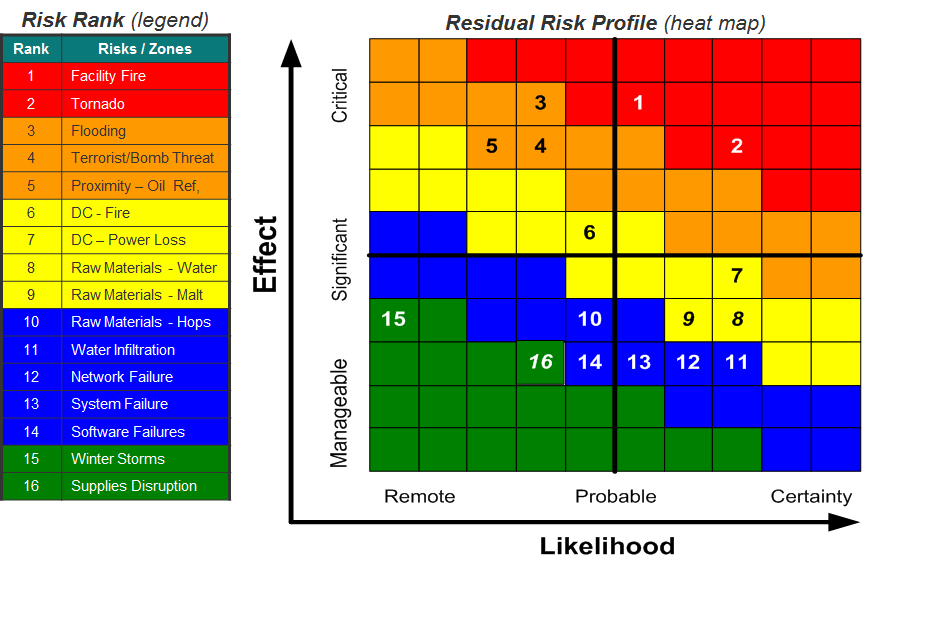 Risk Rank (legend)
Rank Risks / Zones
1 Facility Fire
2 Tornado
3 Flooding
4 Terrorist/Bomb Threat
5 Proximity – Oil Ref,
6 DC - Fire
7 DC – Power Loss
8 Raw Materials - Water
9 Raw Materials - Malt
10 Raw Materials - Hops
11 Water Infiltration
12 Network Failure
13 System Failure
14 Software Failures
15 Winter Storms
16 Supplies Disruption
Residual Risk Profile (heat map)
Effect
Critical
Significant
Manageable
3 1
5 4 2
6
7
15 10 9 8
16 14 13 12 11
Remote Probable Certainty
Likelihood